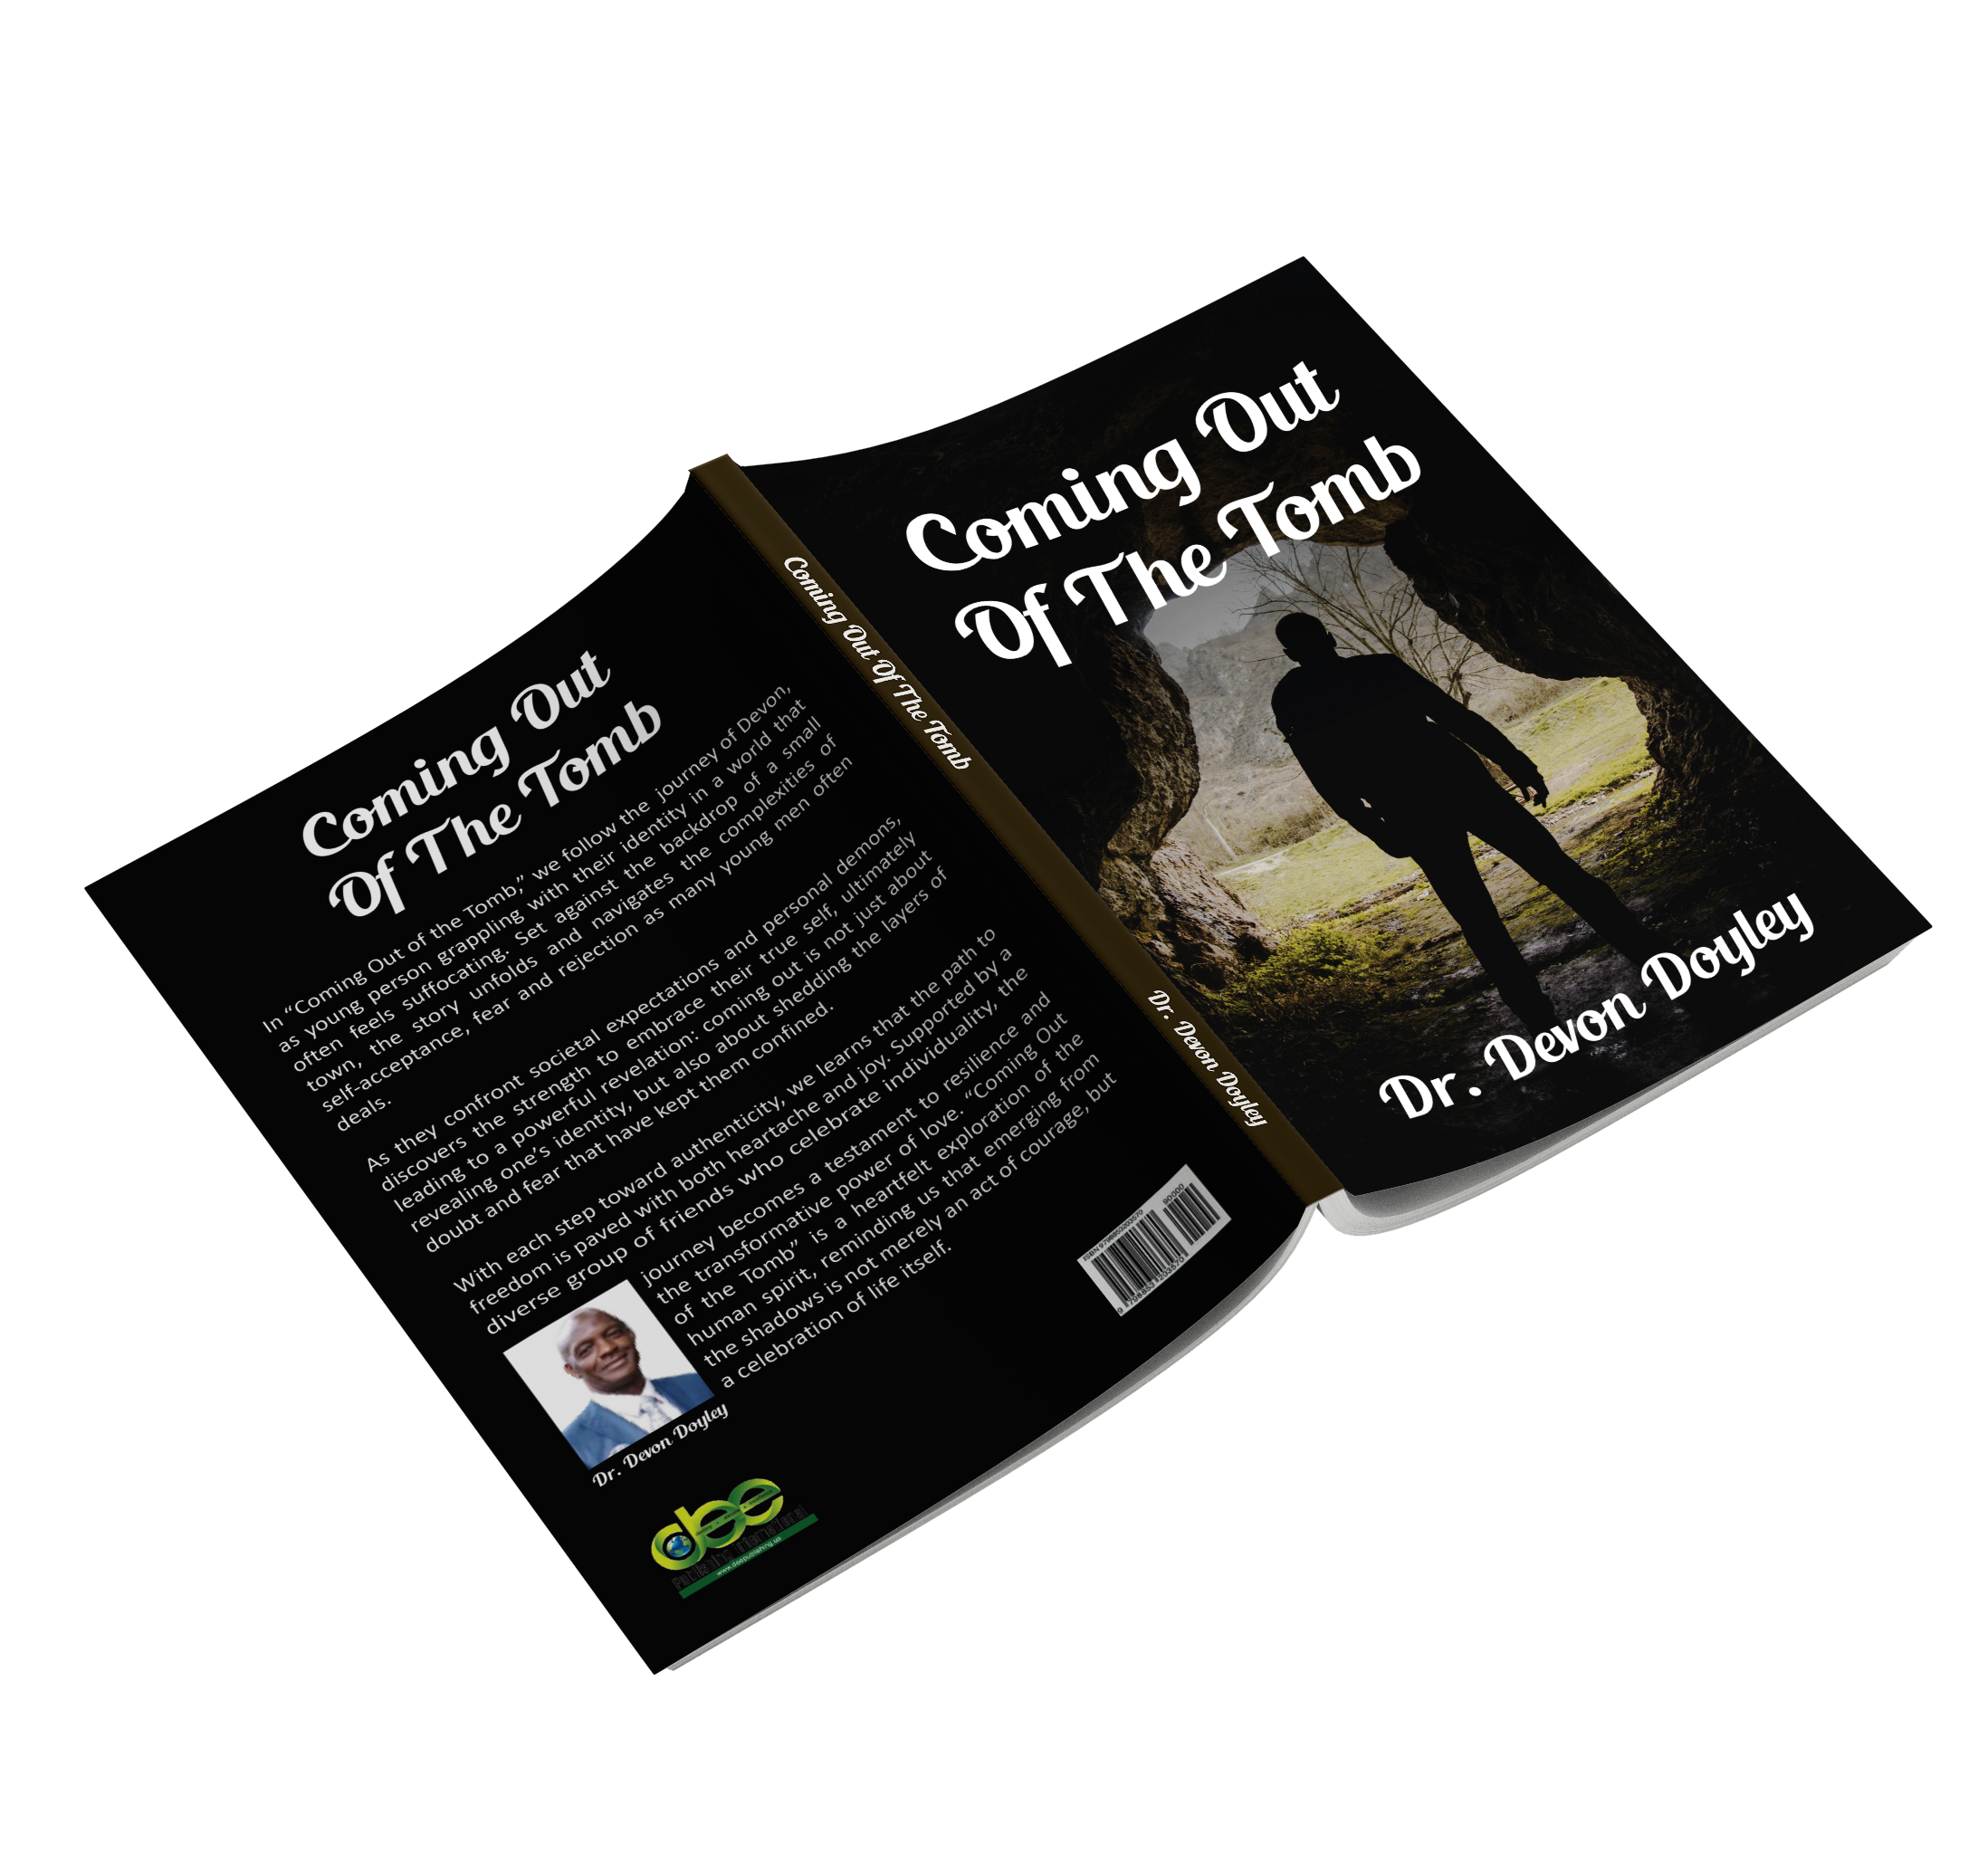 Coming Out
Of The Tomb
Dr. Devon Doyley
Coming Out Of The Tomb
Dr. Devon Doyley
Coming Out
Of The Tomb
In “Coming Out of the Tomb,” we follow the journey of Devon,
as young person grappling with their identity in a world that
often feels suffocating. Set against the backdrop of a small
town, the story unfolds and navigates the complexities of
self-acceptance, fear and rejection as many young men often
deals.
As they confront societal expectations and personal demons,
discovers the strength to embrace their true self, ultimately
leading to a powerful revelation: coming out is not just about
revealing one’s identity, but also about shedding the layers of
doubt and fear that have kept them confined.
With each step toward authenticity, we learns that the path to
freedom is paved with both heartache and joy. Supported by a
diverse group of friends who celebrate individuality, the
journey becomes a testament to resilience and
the transformative power of love. “Coming Out
of the Tomb” is a heartfelt exploration of the
human spirit, reminding us that emerging from
the shadows is not merely an act of courage, but
a celebration of life itself.
Dr. Devon Doyley
dee
Publishing International
www.deepublishing.us
90000